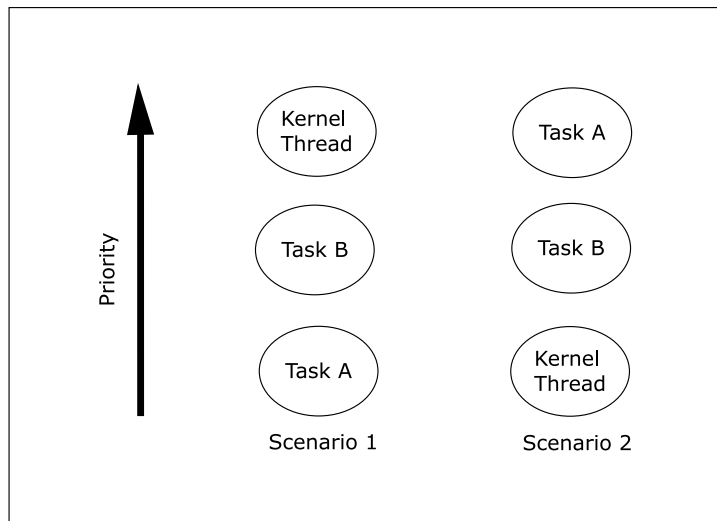 Priority
Kernel
Thread
Task B
Task A
Scenario 1
Task A
Task B
Kernel
Thread
Scenario 2